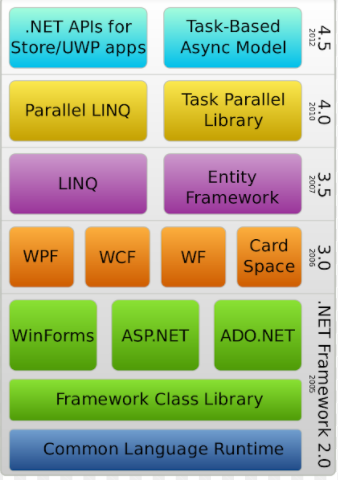 .NET APIs for
Store/UWP apps
Task-Based
Async Model
4.5
2012
Parallel LINQ
Task Parallel
Library
4.0
2010
LINQ
Entity
Framework
3.5
2007
WPF
WCF
WF
Card
Space
3.0
2006
WinForms
ASP.NET
ADO.NET
Framework Class Library
Common Language Runtime
.NET Framework 2.0
2005